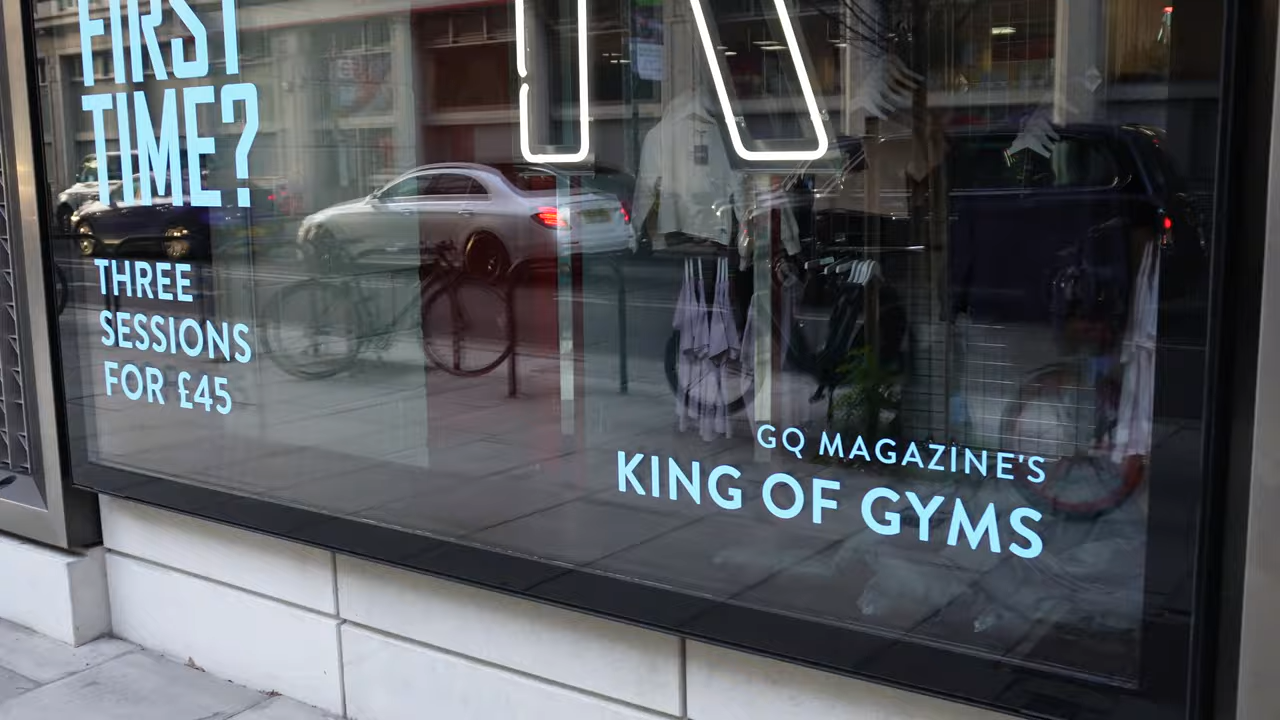 FIRST
TIME?
THREE
SESSIONS
FOR £45
GQ MAGAZINE'S
KING OF GYMS